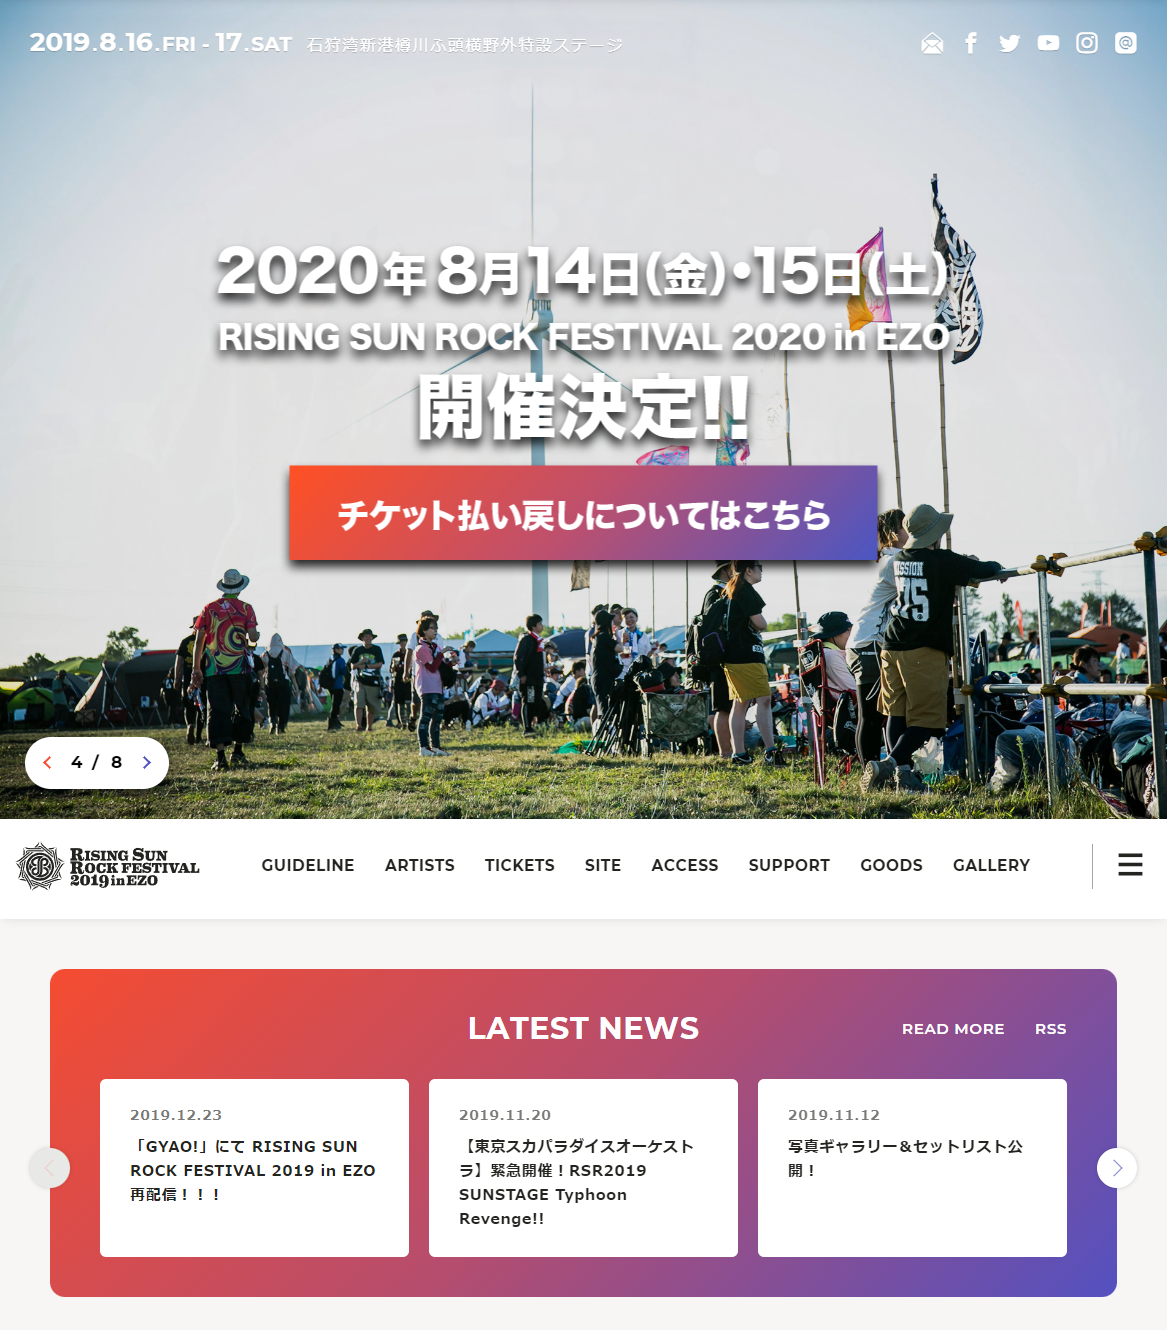 2019.8.16.FRI - 17.SAT 石狩湾新港樽川ふ頭横野外特設ステージ
2020年 8月14日(金)•15日(土)
RISING SUN ROCK FESTIVAL 2020 in EZO
開催決定!!
チケット払い戻しについてはこちら
MISSION
75
4 / 8
RISING SUN
ROCK FESTIVAL
2019 in EZO
GUIDELINE ARTISTS TICKETS SITE ACCESS SUPPORT GOODS GALLERY
LATEST NEWS
READ MORE RSS
2019.12.23
「GYAO!」にて RISING SUN
ROCK FESTIVAL 2019 in EZO
再配信！！！
2019.11.20
【東京スカパラダイスオーケスト
ラ】緊急開催！RSR2019
SUNSTAGE Typhoon
Revenge!!
2019.11.12
写真ギャラリー＆セットリスト公
開！